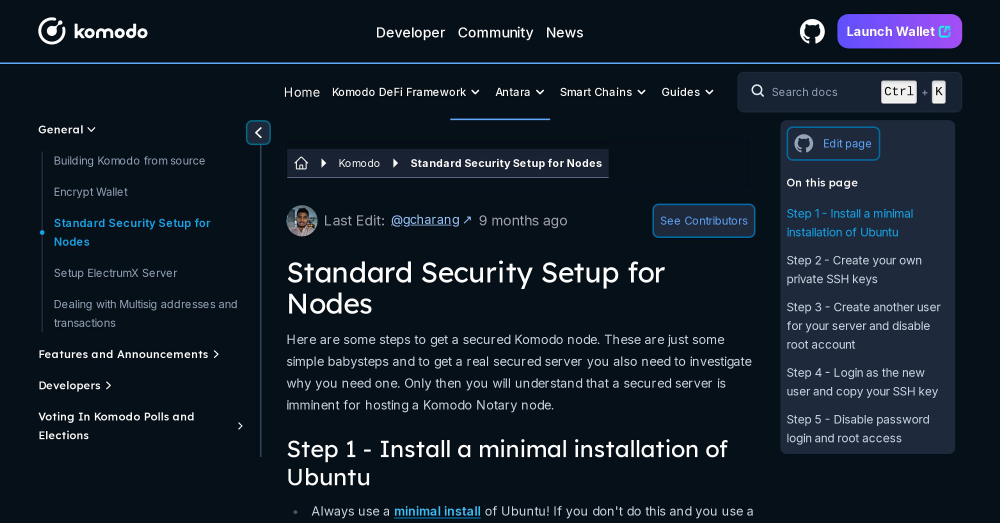 komodo
Developer Community News
Launch Wallet
Home Komodo DeFi Framework Antara Smart Chains Guides
Search docs Ctrl + K
General
Building Komodo from source
Encrypt Wallet
Standard Security Setup for
Nodes
Setup ElectrumX Server
Dealing with Multisig addresses and
transactions
Features and Announcements
Developers
Voting In Komodo Polls and
Elections
Komodo Standard Security Setup for Nodes
Last Edit: @gcharang ↗ 9 months ago
See Contributors
Standard Security Setup for
Nodes
Here are some steps to get a secured Komodo node. These are just some
simple babysteps and to get a real secured server you also need to investigate
why you need one. Only then you will understand that a secured server is
imminent for hosting a Komodo Notary node.
Step 1 - Install a minimal installation of
Ubuntu
Always use a minimal install of Ubuntu! If you don't do this and you use a
Edit page
On this page
Step 1 - Install a minimal
installation of Ubuntu
Step 2 - Create your own
private SSH keys
Step 3 - Create another user
for your server and disable
root account
Step 4 - Login as the new
user and copy your SSH key
Step 5 - Disable password
login and root access